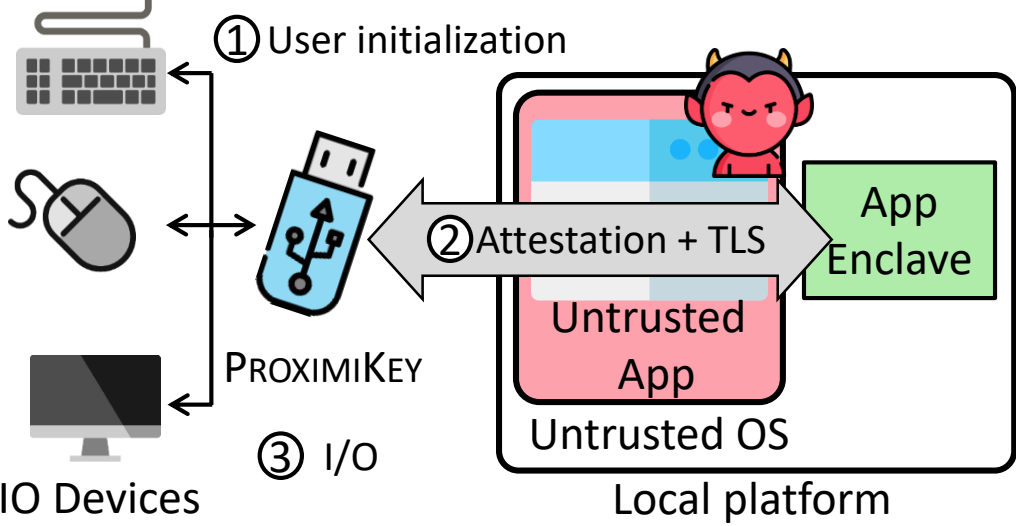 ① User initialization
② Attestation + TLS
App
Enclave
Untrusted
App
PROXIMIKEY
Untrusted OS
③ I/O
IO Devices
Local platform